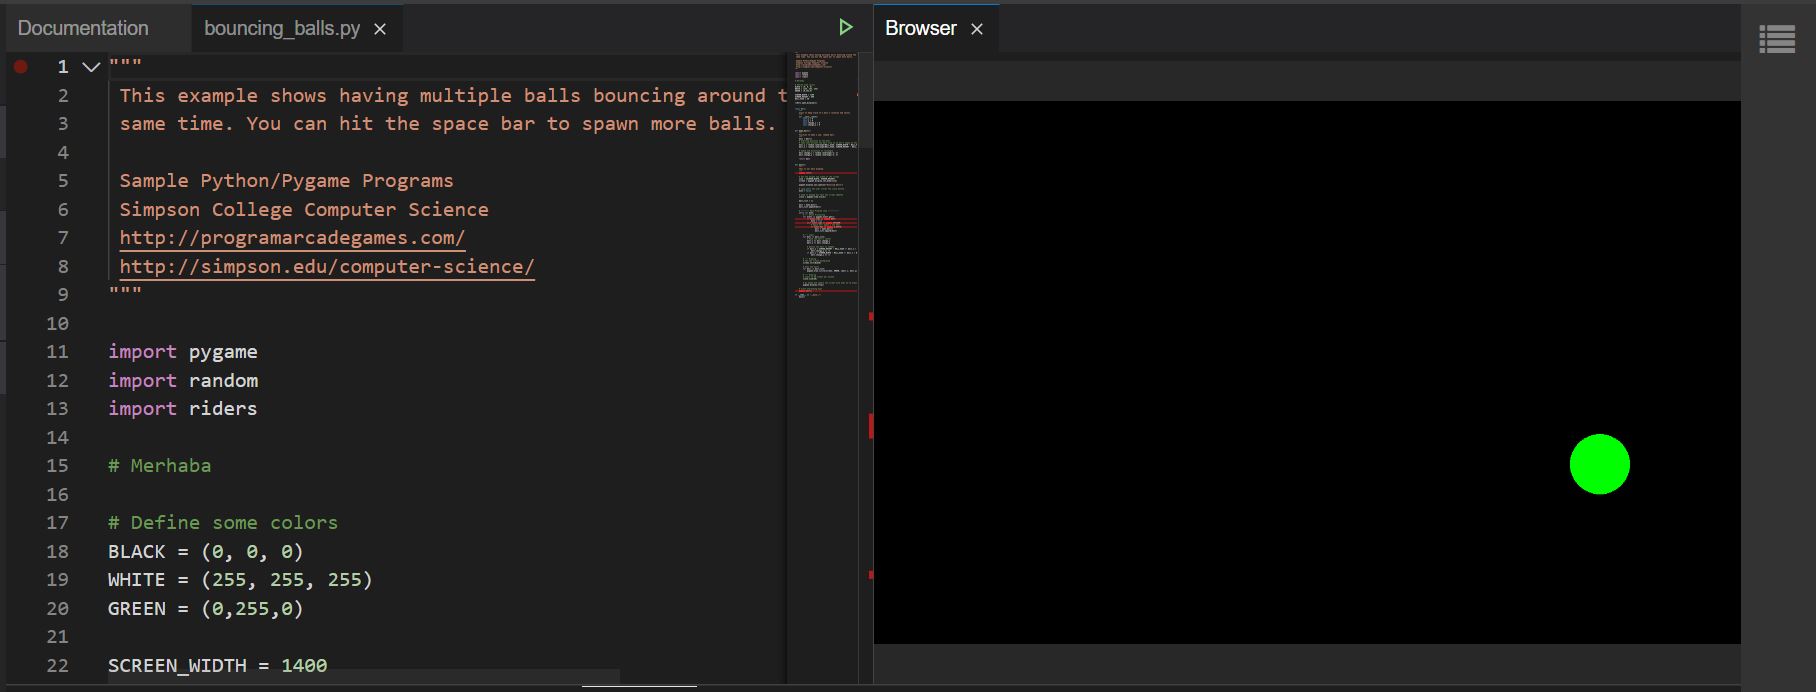 Documentation
bouncing_balls.py
Browser
1 """
2 This example shows having multiple balls bouncing around t
3 same time. You can hit the space bar to spawn more balls.
4
5 Sample Python/Pygame Programs
6 Simpson College Computer Science
7 http://programarcadegames.com/
8 http://simpson.edu/computer-science/
9 """
10
11 import pygame
12 import random
13 import riders
14
15 # Merhaba
16
17 # Define some colors
18 BLACK = (0, 0, 0)
19 WHITE = (255, 255, 255)
20 GREEN = (0,255,0)
21
22 SCREEN_WIDTH = 1400